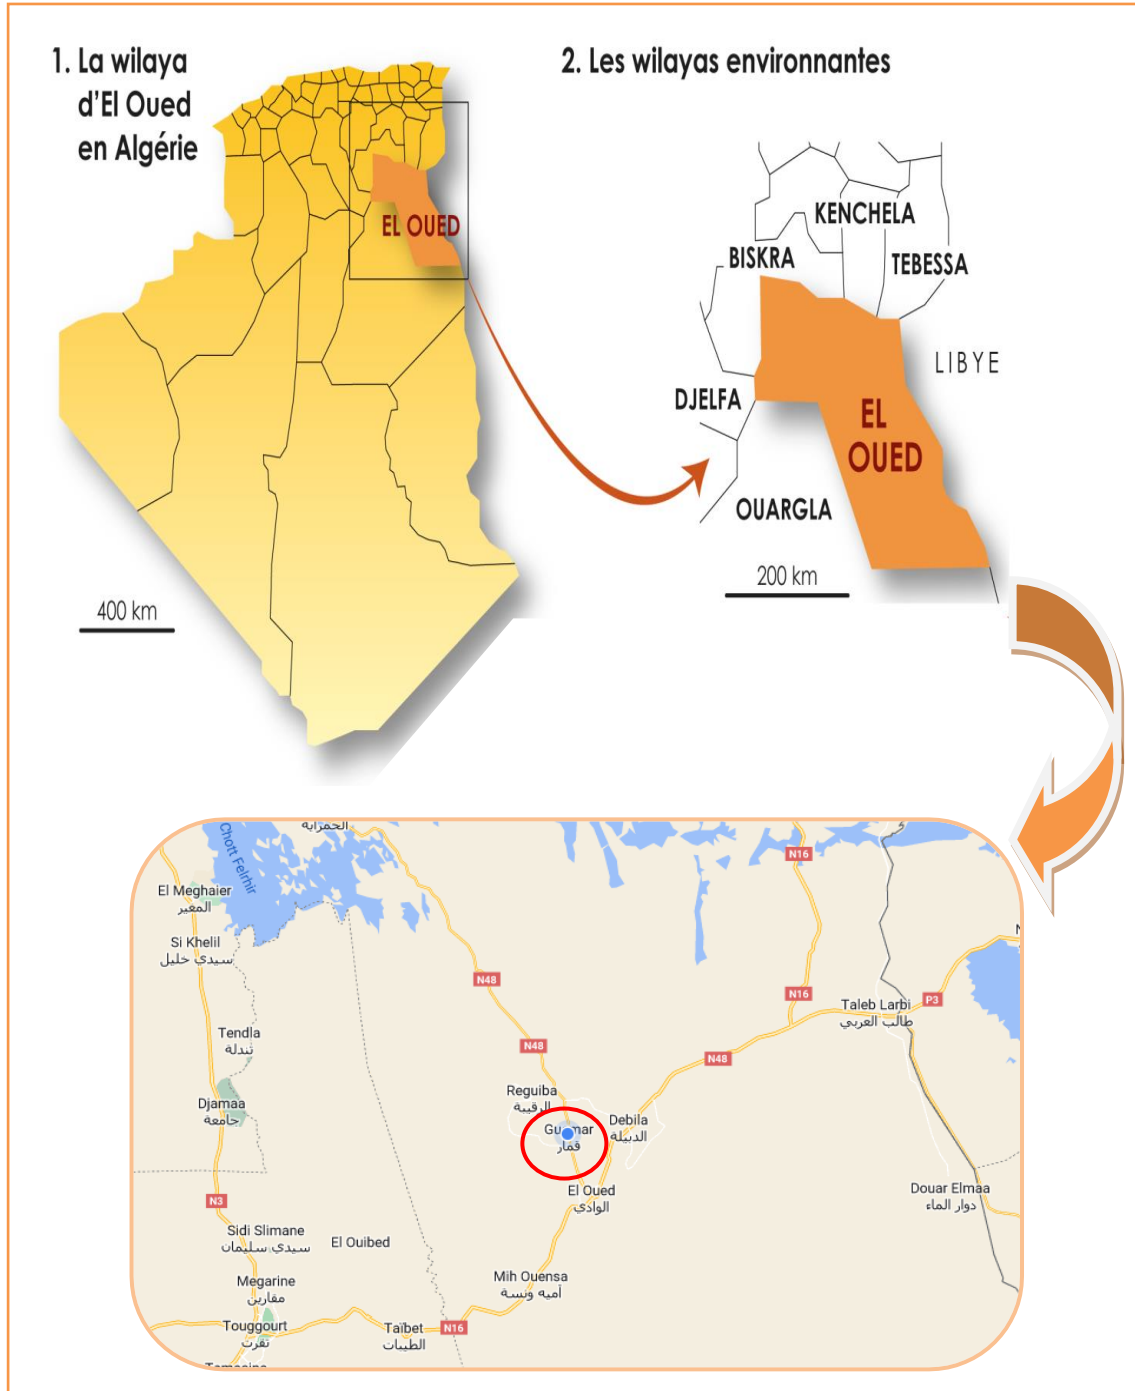 1. La wilaya
d'El Oued
en Algérie
EL OUED
400 km
2. Les wilayas environnantes
KENCHELA
BISKRA
TEBESSA
LIBYE
DJELFA
EL
OUED
OUARGLA
200 km
الحمراية
Chott Felrhir
N16
El Meghaier
المغير
Si Khelil
سيدي خليل
N48
N16
Taleb Larbi
طالب العربي
P3
Tendla
تندلة
N48
N48
Reguiba
الرقيبة
Djamaa
جامعة
Debila
الدبيلة
قمار
El Oued
الوادي
Douar Elmaa
دوار الماء
N3
Sidi Slimane
سيدي سليمان
El Ouibed
Mih Ouensa
أميه ونسة
Megarine
مقارين
Touggourt
تقرت
Taïbet
الطيبات
N16